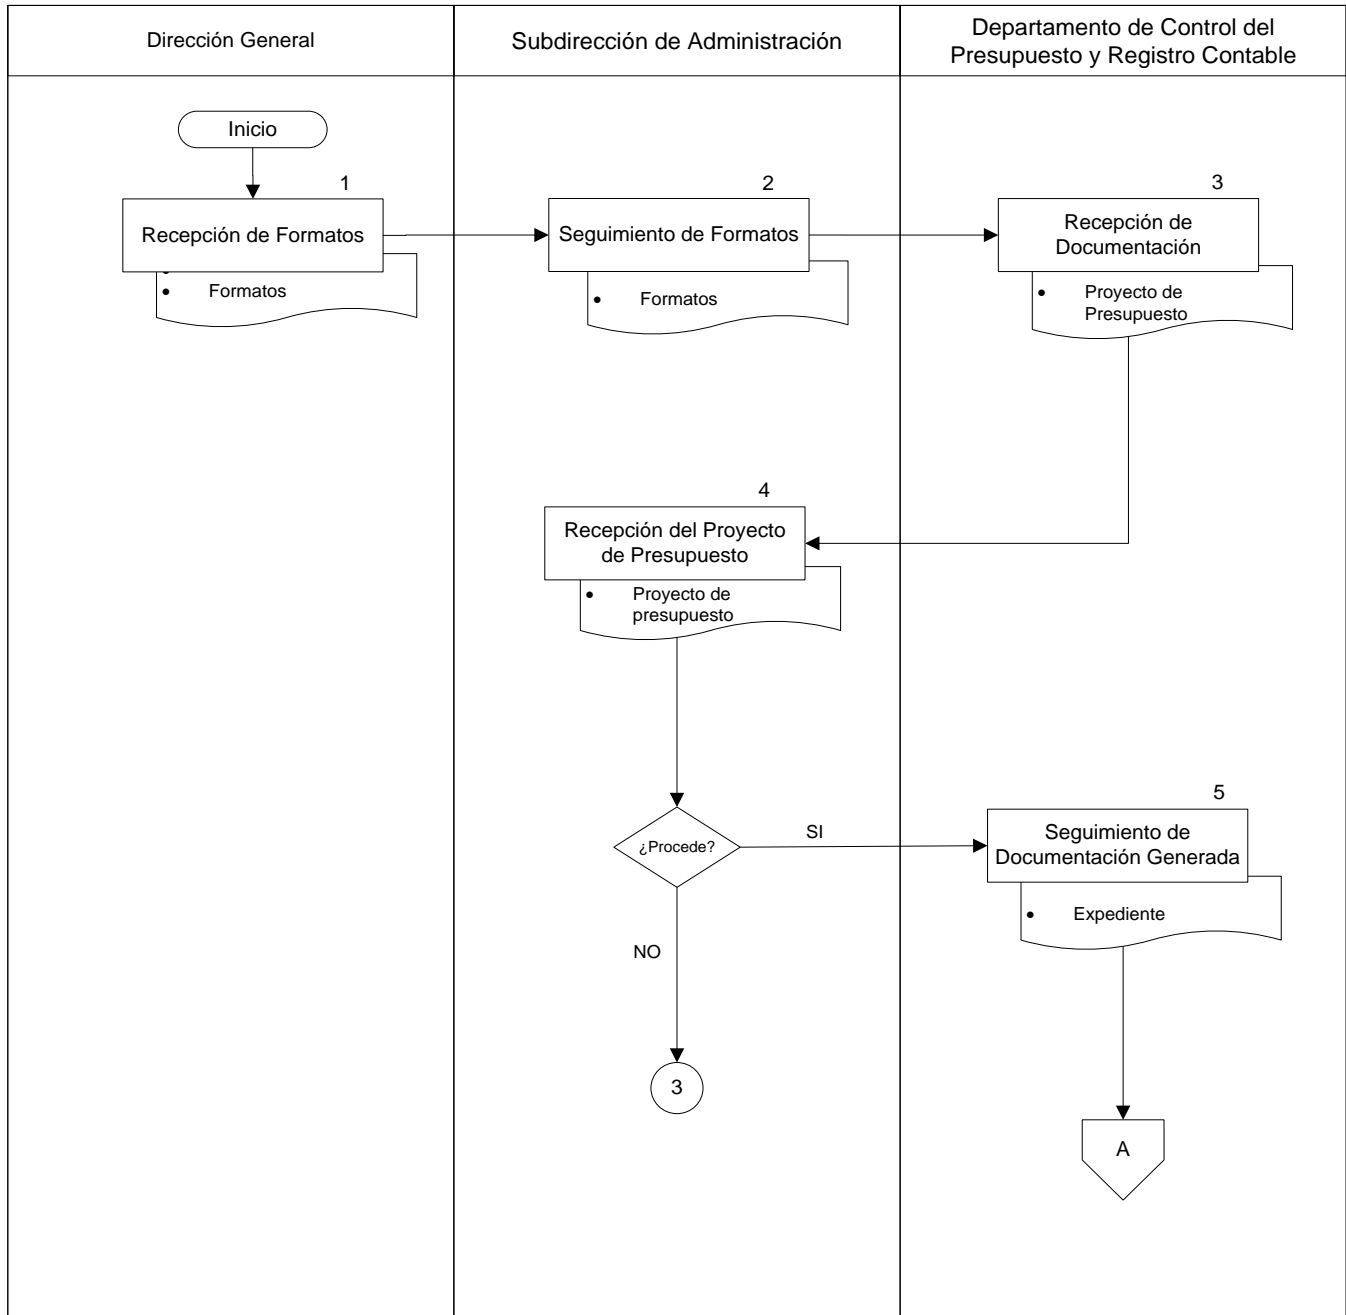 Dirección General
Subdirección de Administración
Departamento de Control del
Presupuesto y Registro Contable
Inicio
1
Recepción de Formatos
• Formatos
2
Seguimiento de Formatos
• Formatos
3
Recepción de
Documentación
• Proyecto de
Presupuesto
4
Recepción del Proyecto
de Presupuesto
• Proyecto de
presupuesto
¿Procede?
SI
NO
3
5
Seguimiento de
Documentación Generada
• Expediente
A